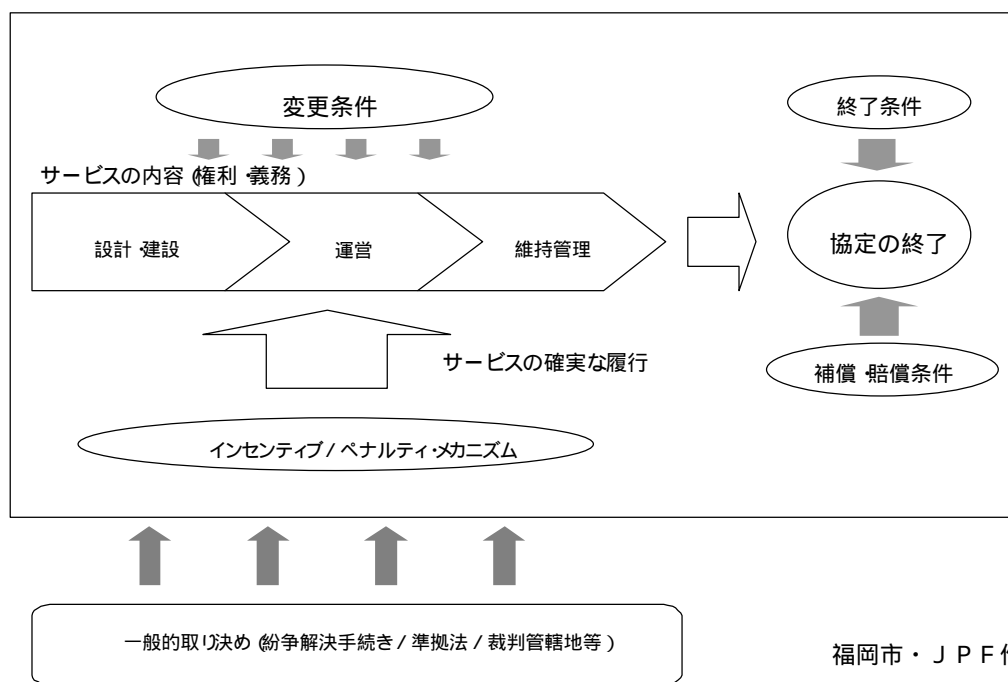 変更条件
終了条件
サービスの内容（権利・義務）
設計・建設
運営
維持管理
協定の終了
サービスの確実な履行
補償・賠償条件
インセンティブ/ペナルティ・メカニズム
一般的取り決め（紛争解決手続き/準拠法/裁判管轄地等）
福岡市・ＪＰＦ